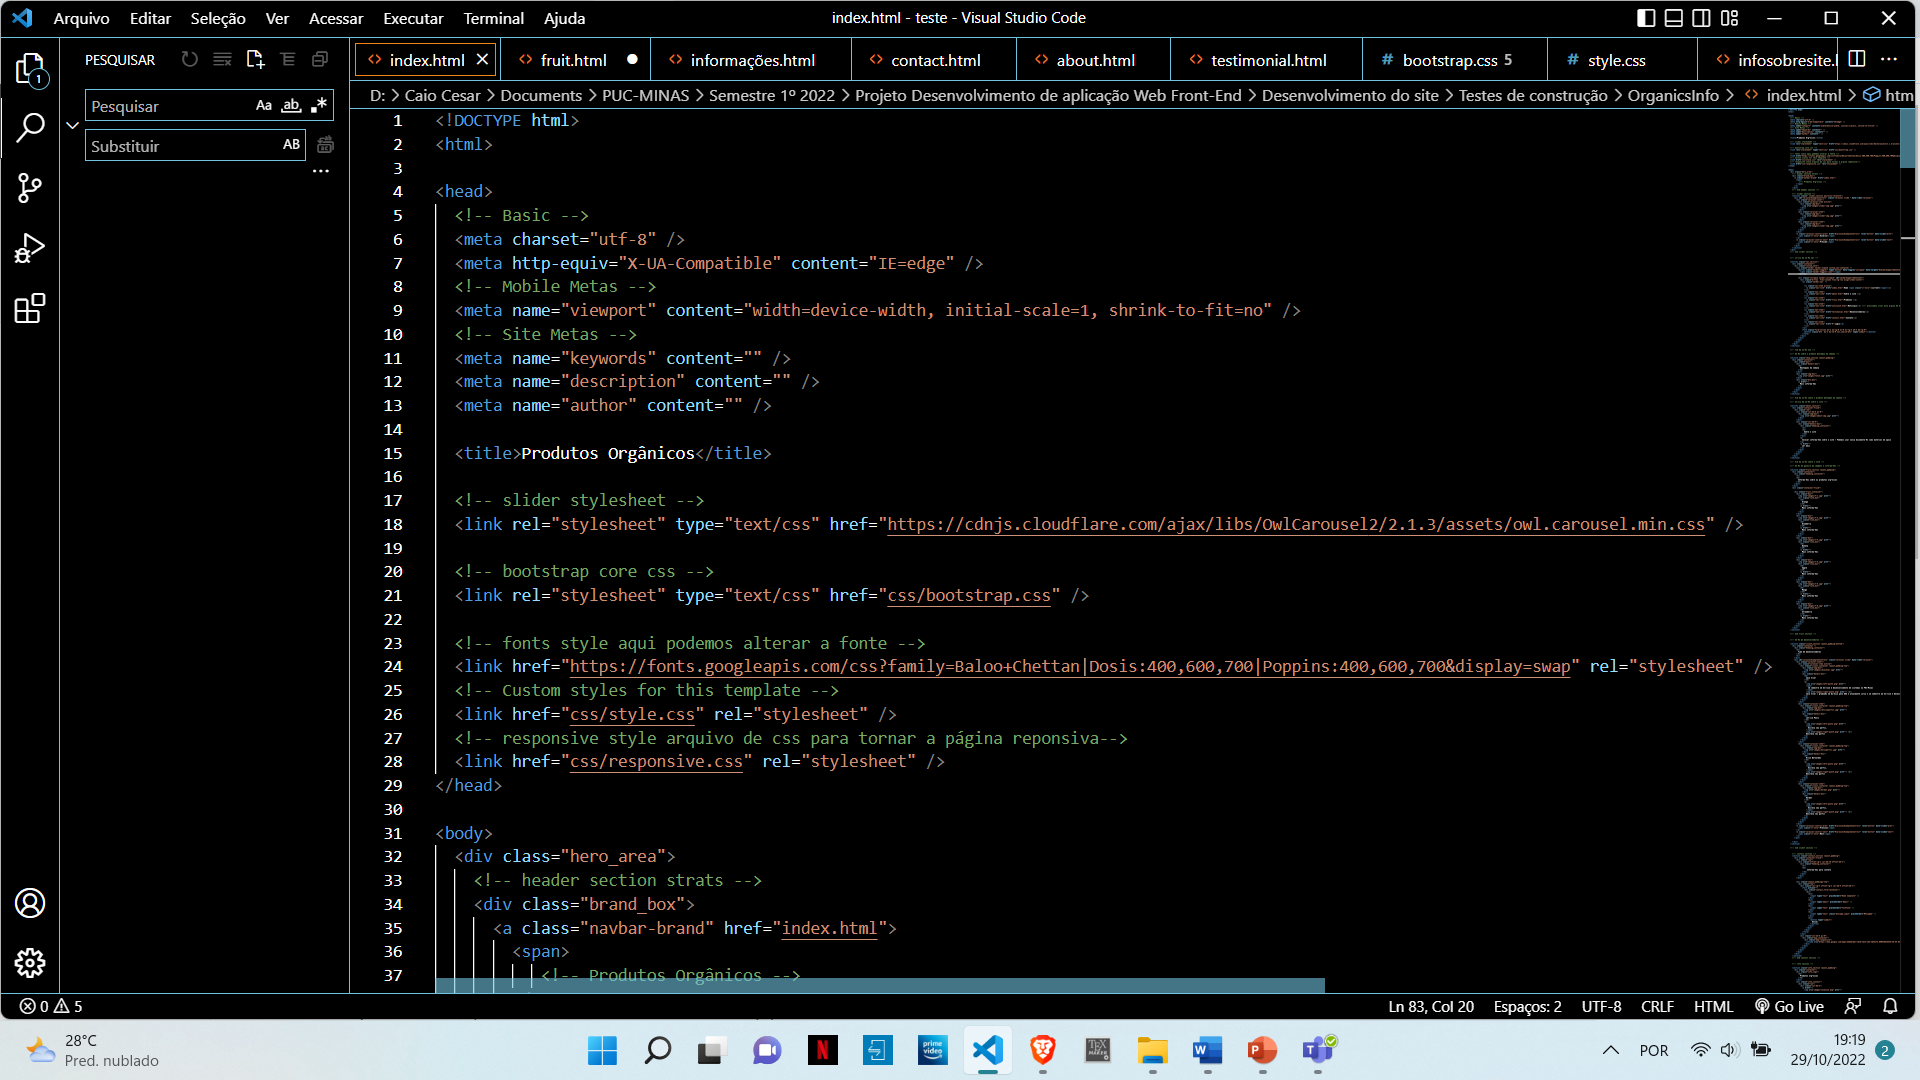 Arquivo Editar Seleção Ver Acessar Executar Terminal Ajuda
index.html - teste - Visual Studio Code
PESQUISAR
index.html fruit.html informações.html contact.html about.html testimonial.html # bootstrap.css 5 # style.css infosobresite.
D: > Caio Cesar > Documents > PUC-MINAS > Semestre 1º 2022 > Projeto Desenvolvimento de aplicação Web Front-End > Desenvolvimento do site > Testes de construção > OrganicsInfo > index.html > htm
1
Pesquisar Aa ab
Substituir AB
1 <!DOCTYPE html>
2 <html>
3
4 <head>
5 <!-- Basic -->
6 <meta charset="utf-8" />
7 <meta http-equiv="X-UA-Compatible" content="IE=edge" />
8 <!-- Mobile Metas -->
9 <meta name="viewport" content="width=device-width, initial-scale=1, shrink-to-fit=no" />
10 <!-- Site Metas -->
11 <meta name="keywords" content="" />
12 <meta name="description" content="" />
13 <meta name="author" content="" />
14
15 <title>Produtos Orgânicos</title>
16
17 <!-- slider stylesheet -->
18 <link rel="stylesheet" type="text/css" href="https://cdnjs.cloudflare.com/ajax/libs/OwlCarousel2/2.1.3/assets/owl.carousel.min.css" />
19
20 <!-- bootstrap core css -->
21 <link rel="stylesheet" type="text/css" href="css/bootstrap.css" />
22
23 <!-- fonts style aqui podemos alterar a fonte -->
24 <link href="https://fonts.googleapis.com/css?family=Baloo+Chettan|Dosis:400,600,700|Poppins:400,600,700&display=swap" rel="stylesheet" />
25 <!-- Custom styles for this template -->
26 <link href="css/style.css" rel="stylesheet" />
27 <!-- responsive style arquivo de css para tornar a página reponsiva-->
28 <link href="css/responsive.css" rel="stylesheet" />
29 </head>
30
31 <body>
32 <div class="hero_area">
33 <!-- header section strats -->
34 <div class="brand_box">
35 <a class="navbar-brand" href="index.html">
36 <span>
37 <!-- Produtos Orgânicos -->
0 5
Ln 83, Col 20 Espaços: 2 UTF-8 CRLF HTML Go Live
28°C
Pred. nublado
prime video
TEX MAKER
POR
19:19
29/10/2022
2